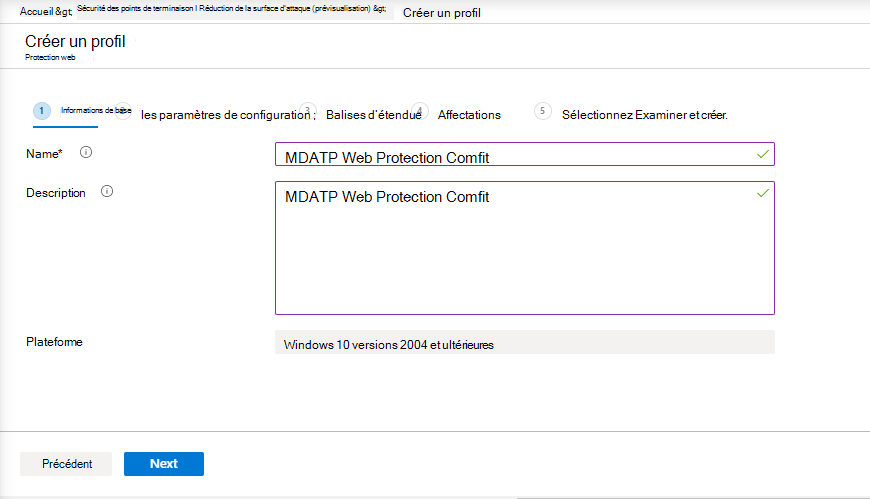 Accueil &gt; Sécurité des points de terminaison I Réduction de la surface d'attaque (prévisualisation) &gt; Créer un profil
Créer un profil
Protection web
1 Informations de base 2 les paramètres de configuration ; 3 Balises d'étendue 4 Affectations 5 Sélectionnez Examiner et créer.
Name* MDATP Web Protection Comfit
Description MDATP Web Protection Comfit
Plateforme Windows 10 versions 2004 et ultérieures
Précédent Next